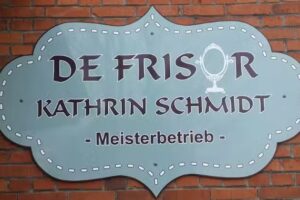 DE FRISOR
KATHRIN SCHMIDT
- Meisterbetrieb -